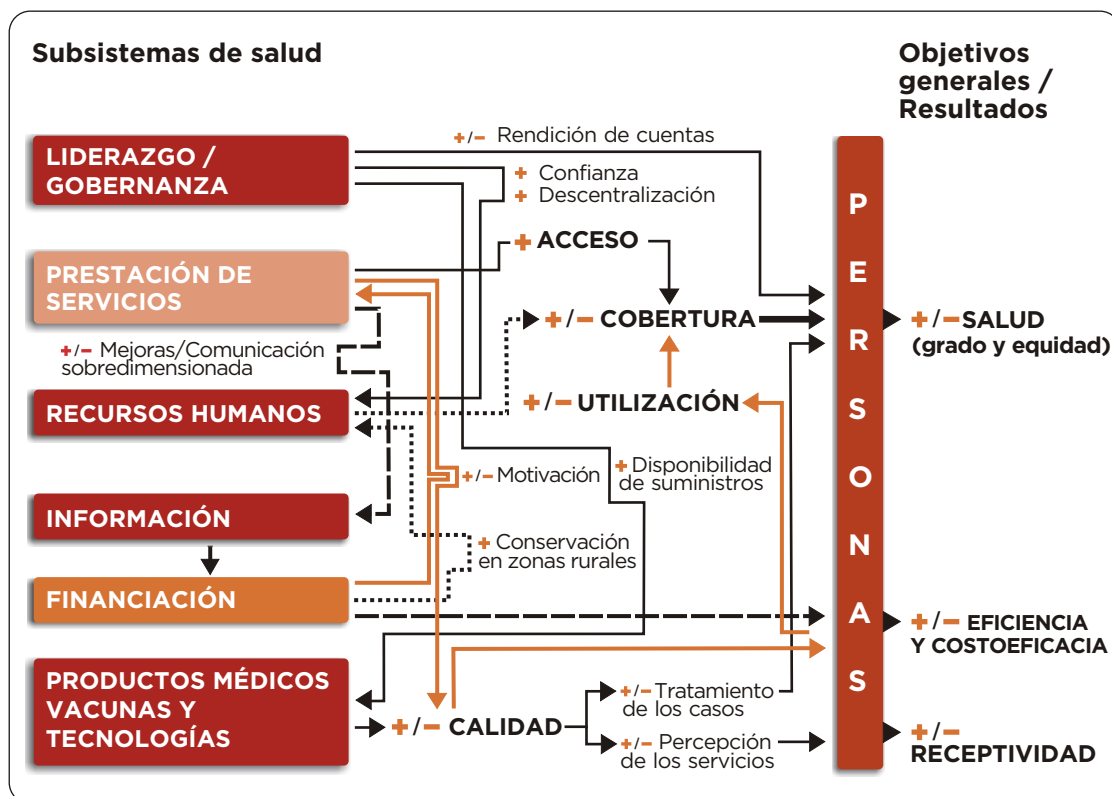 Subsistemas de salud
Objetivos
generales /
Resultados
LIDERAZGO /
GOBERNANZA
+/− Rendición de cuentas
+ Confianza
+ Descentralización
PRESTACIÓN DE
SERVICIOS
+ ACCESO
+/− COBERTURA
+/− Mejoras/Comunicación
sobredimensionada
RECURSOS HUMANOS
+/− UTILIZACIÓN
+/− Motivación
+ Disponibilidad
de suministros
INFORMACIÓN
+ Conservación
en zonas rurales
FINANCIACIÓN
PRODUCTOS MÉDICOS
VACUNAS Y
TECNOLOGÍAS
+/− CALIDAD
+/− Tratamiento
de los casos
+/− Percepción
de los servicios
P
E
R
S
O
N
A
S
+/− SALUD
(grado y equidad)
+/− EFICIENCIA
Y COSTOEFICACIA
+/−
RECEPTIVIDAD